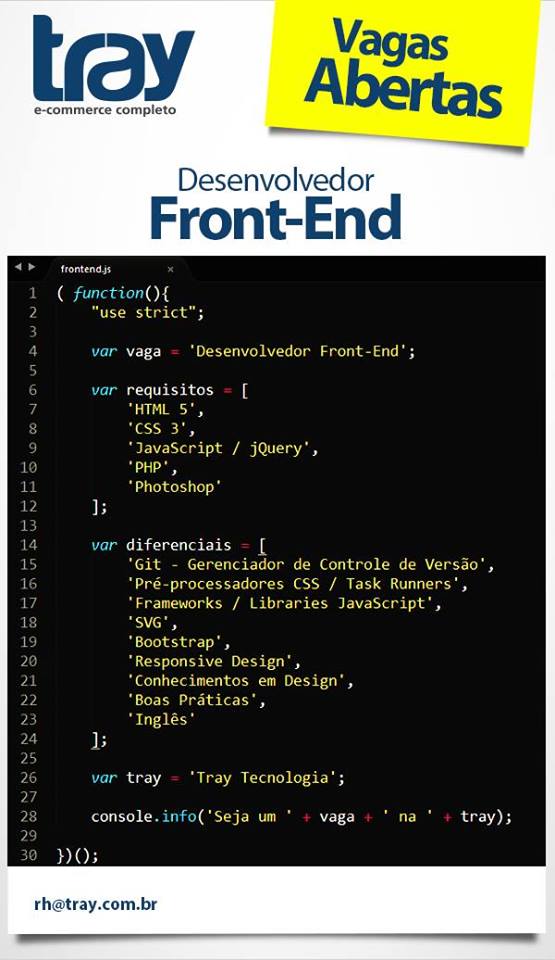 tray
e-commerce completo
Vagas
Abertas
Desenvolvedor
Front-End
frontend.js ×
1 ( function(){
2 "use strict";
3
4 var vaga = 'Desenvolvedor Front-End';
5
6 var requisitos = [
7 'HTML 5',
8 'CSS 3',
9 'JavaScript / jQuery',
10 'PHP',
11 'Photoshop'
12 ];
13
14 var diferenciais = [
15 'Git - Gerenciador de Controle de Versão',
16 'Pré-processadores CSS / Task Runners',
17 'Frameworks / Libraries JavaScript',
18 'SVG',
19 'Bootstrap',
20 'Responsive Design',
21 'Conhecimentos em Design',
22 'Boas Práticas',
23 'Inglês'
24 ];
25
26 var tray = 'Tray Tecnologia';
27
28 console.info('Seja um ' + vaga + ' na ' + tray);
29
30 })();
rh@tray.com.br